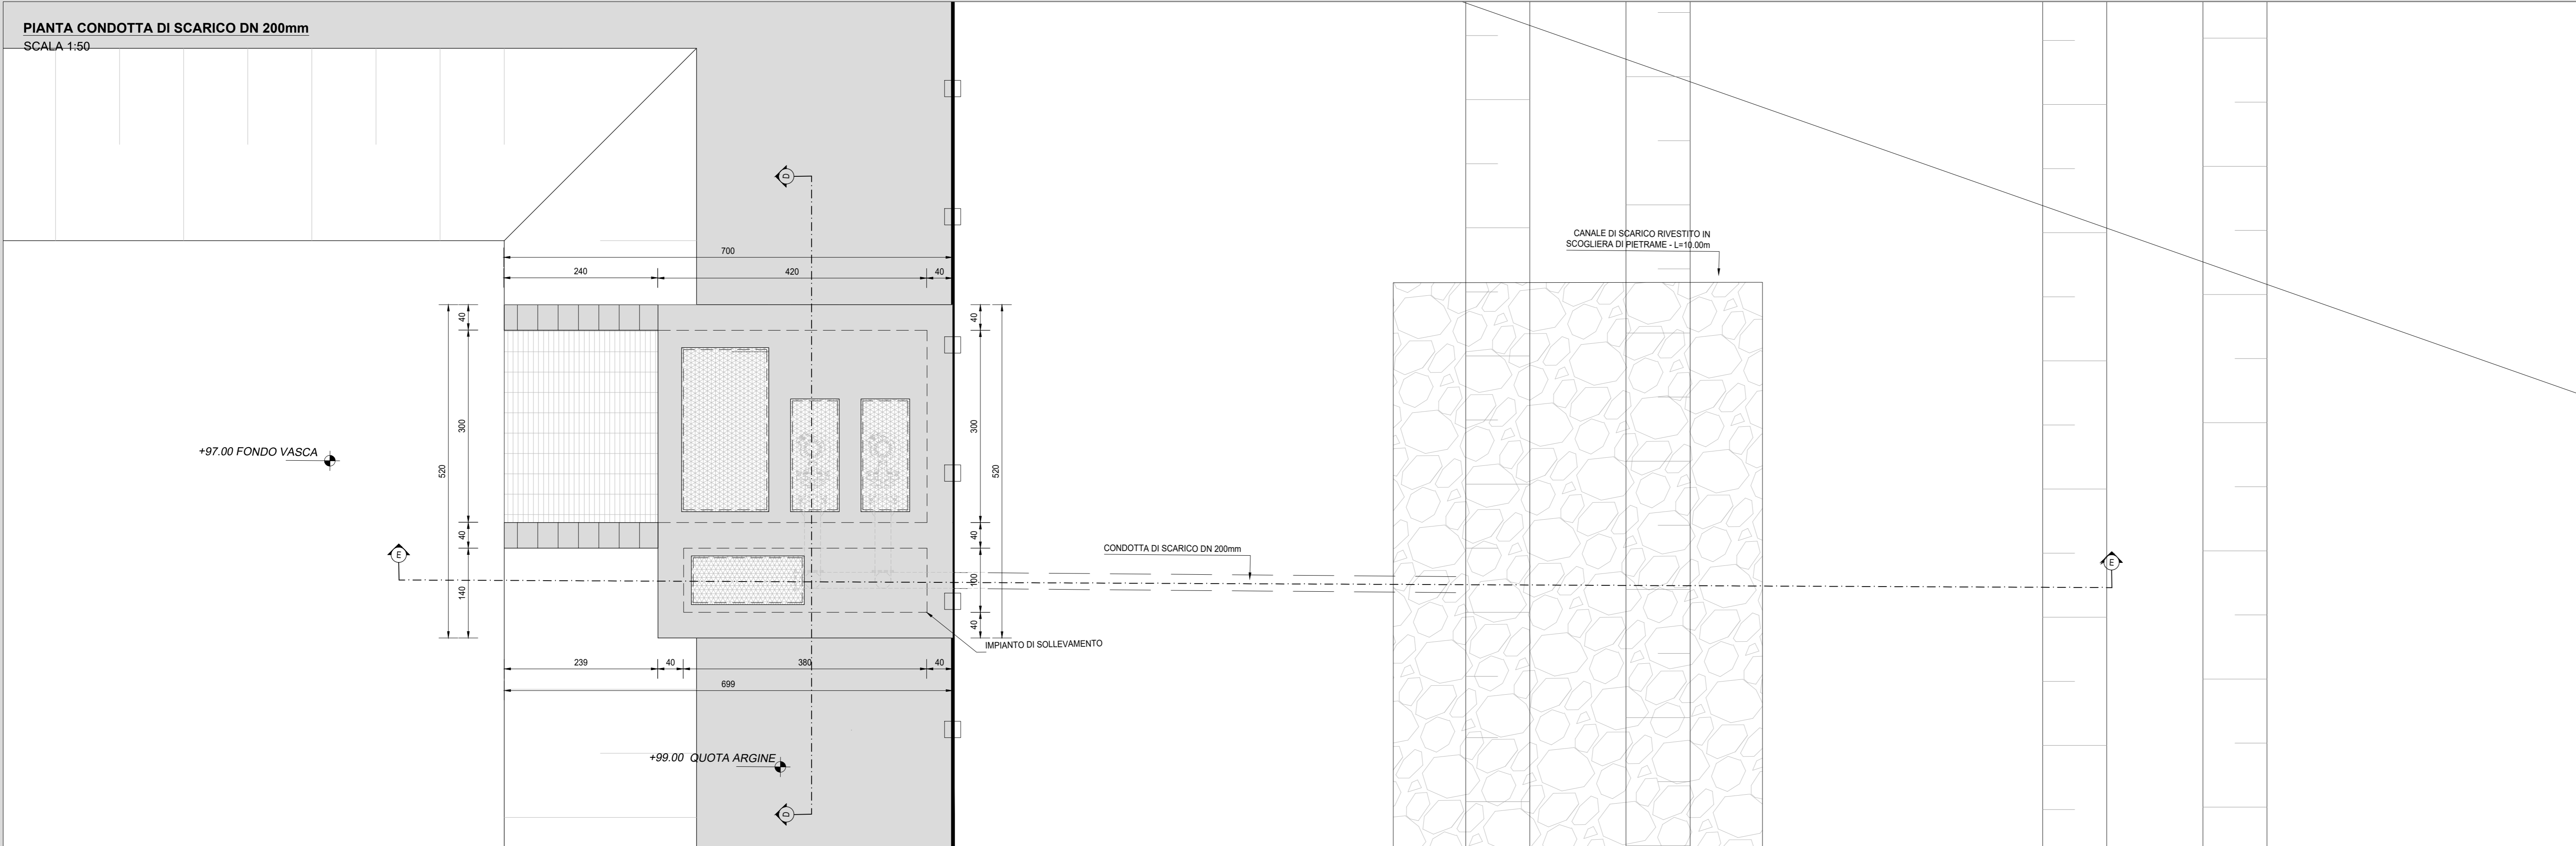 PIANTA CONDOTTA DI SCARICO DN 200mm
SCALA 1:50
D
CANALE DI SCARICO RIVESTITO IN
SCOGLIERA DI PIETRAME - L=10.00m
700
240
420
40
40
40
300
300
+97.00 FONDO VASCA
520
520
40
40
E
CONDOTTA DI SCARICO DN 200mm
E
140
100
40
IMPIANTO DI SOLLEVAMENTO
239
40
380
40
699
+99.00 QUOTA ARGINE
D